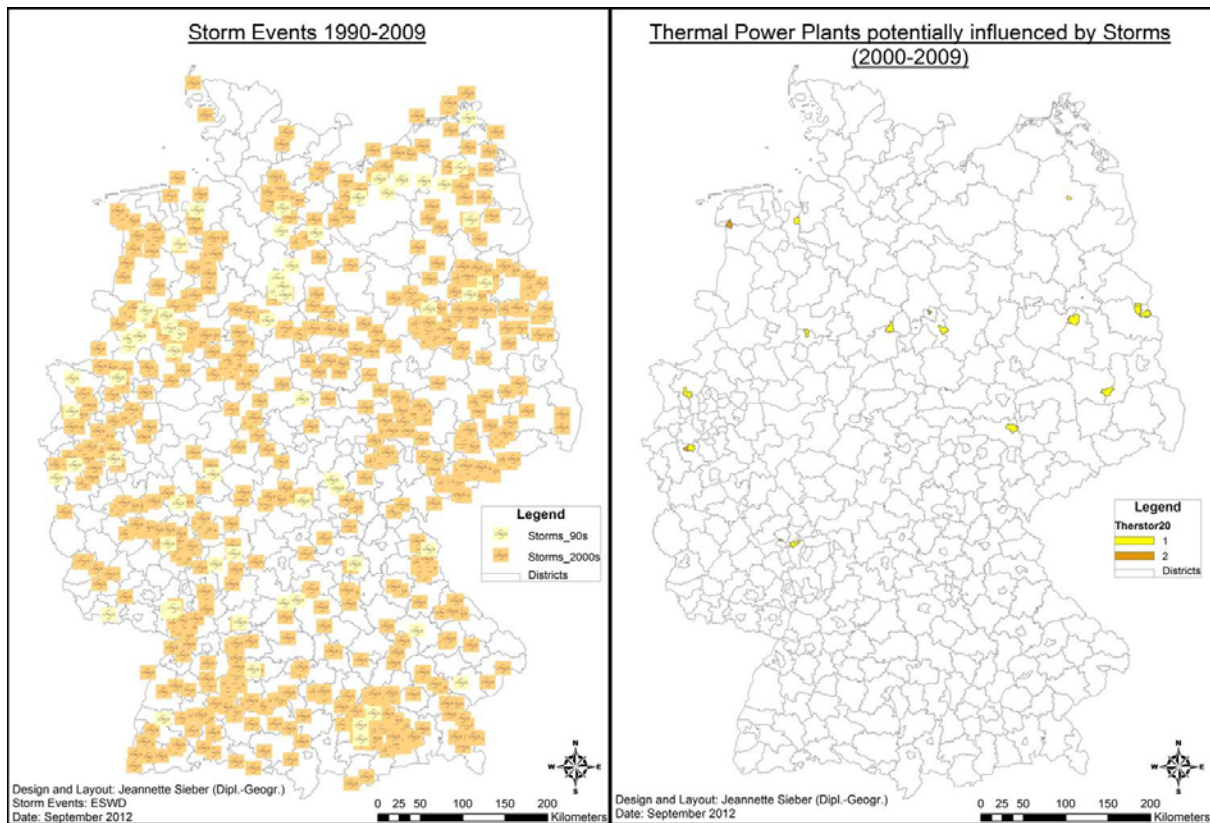 Storm Events 1990-2009
Legend
Storms_90s
Storms_2000s
Districts
N
W
E
S
Design and Layout: Jeannette Sieber (Dipl.-Geogr.)
Storm Events: ESWD
Date: September 2012
0 25 50 100 150 200
Kilometers
Thermal Power Plants potentially influenced by Storms
(2000-2009)
Legend
Therstor20
1
2
Districts
N
W
E
S
Design and Layout: Jeannette Sieber (Dipl.-Geogr.)
Date: September 2012
0 25 50 100 150 200
Kilometers